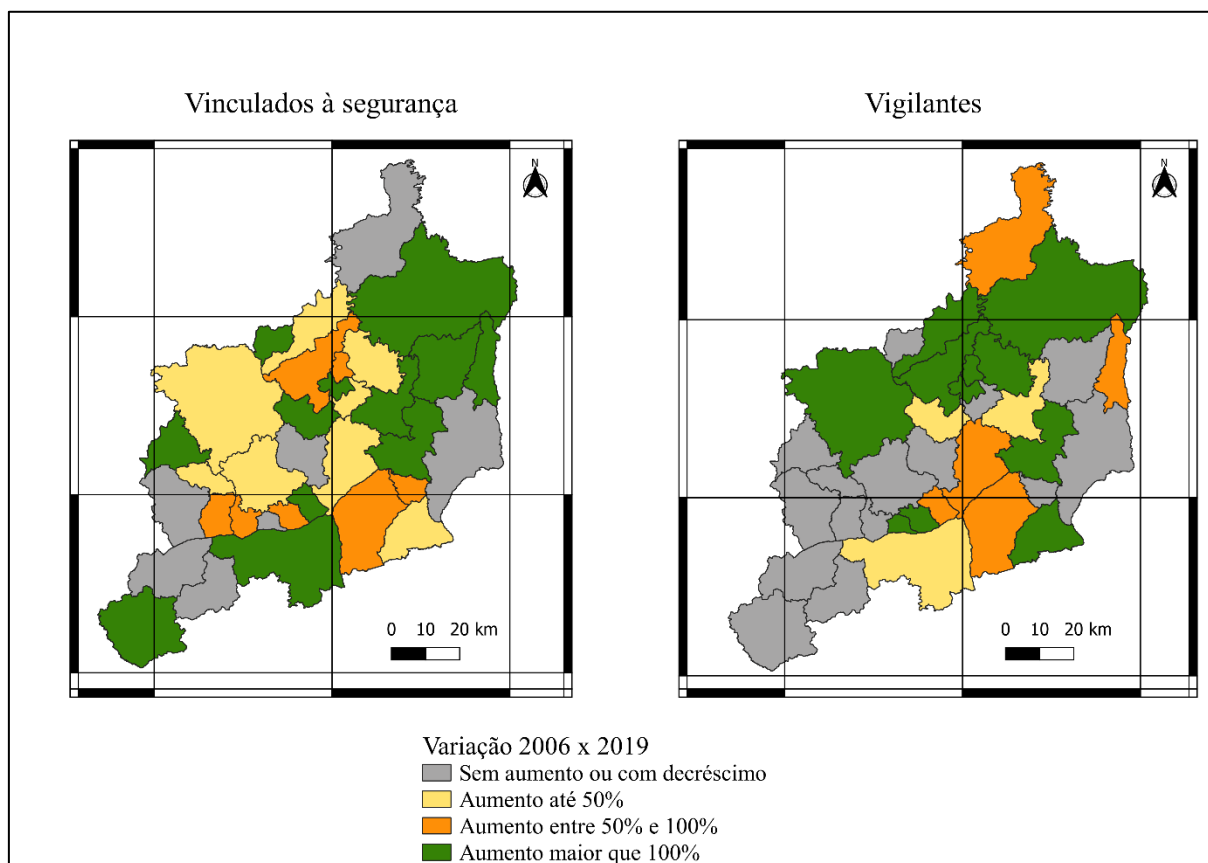 Vinculados à segurança
Vigilantes
N
N
0 10 20 km
0 10 20 km
Variação 2006 x 2019
Sem aumento ou com decréscimo
Aumento até 50%
Aumento entre 50% e 100%
Aumento maior que 100%